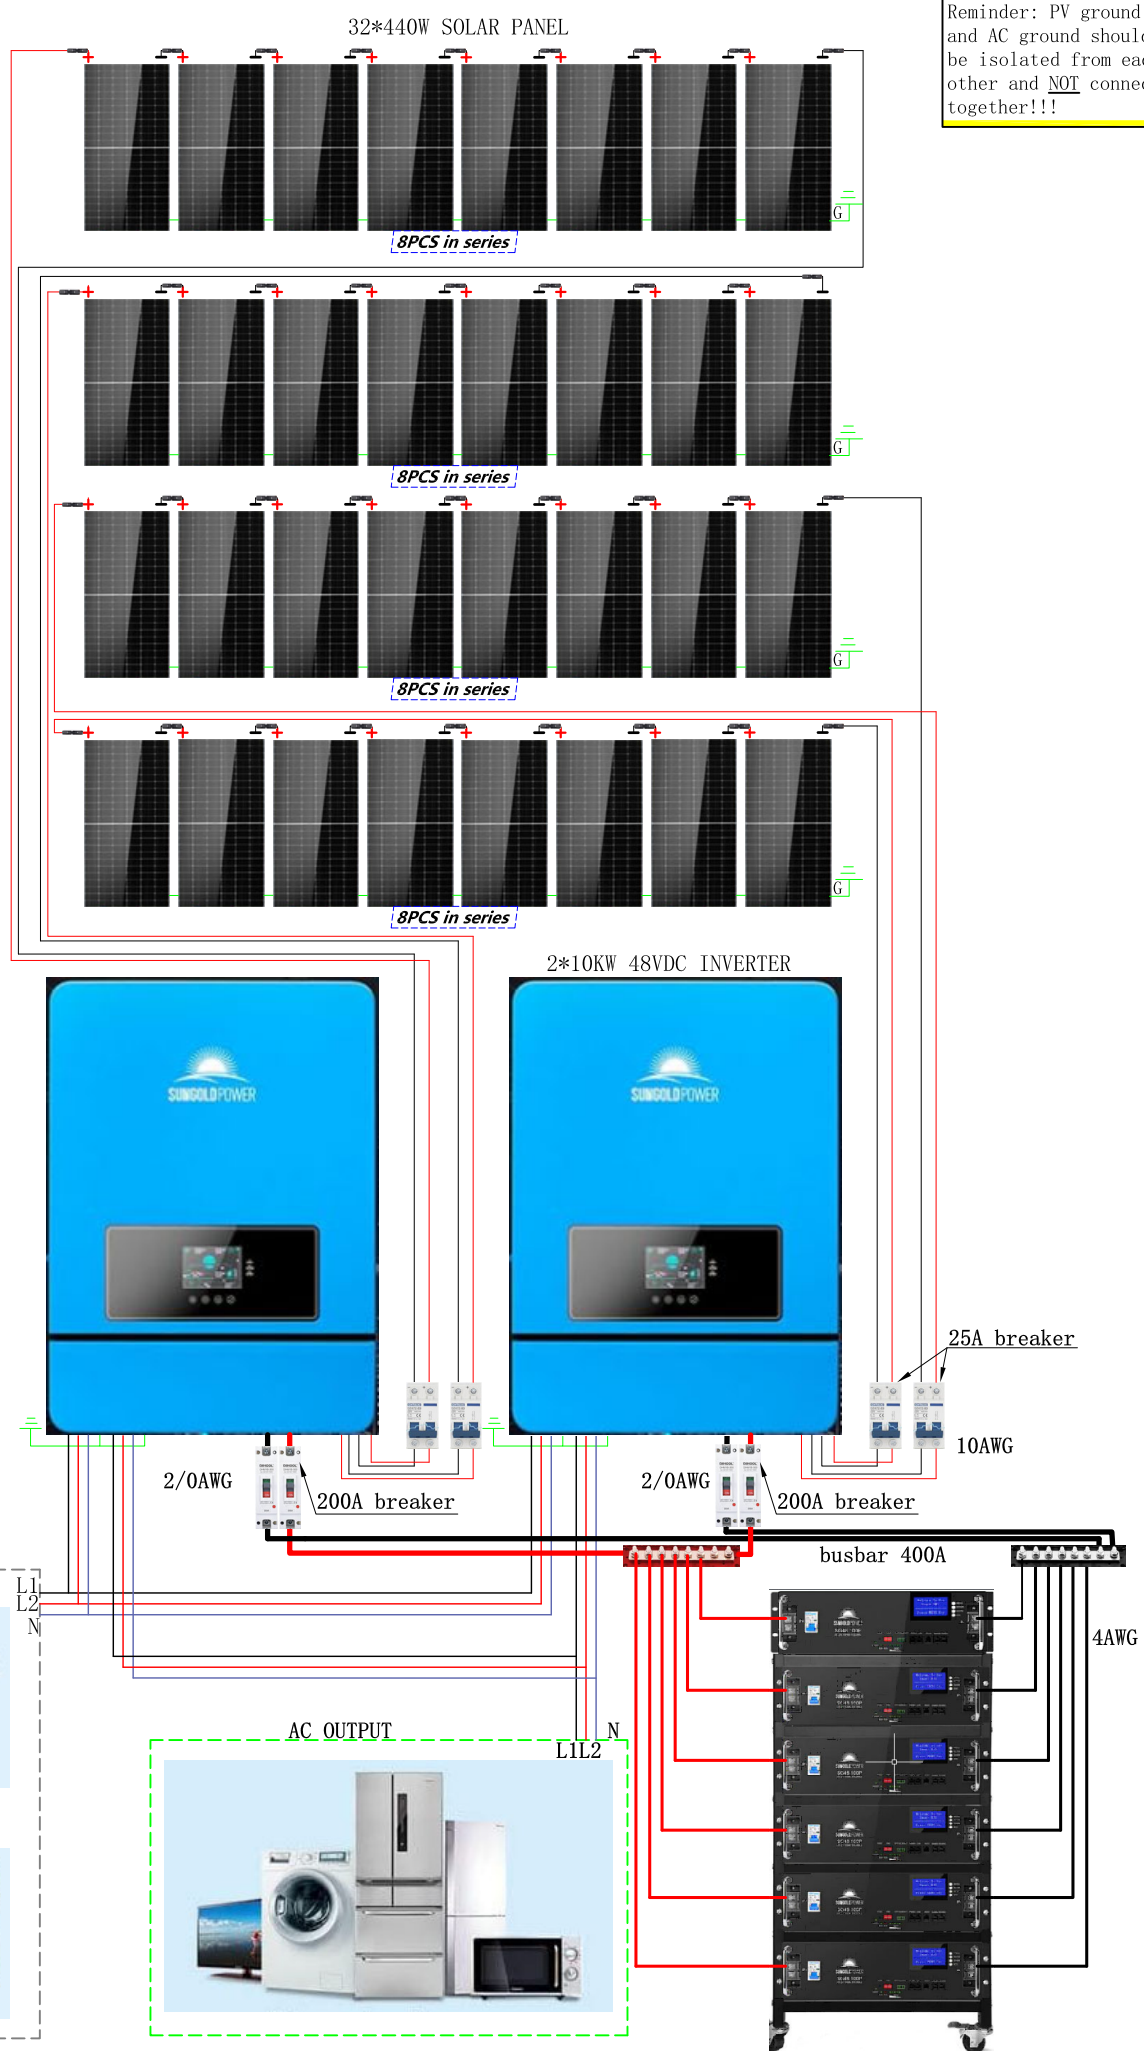 32*440W SOLAR PANEL
Reminder: PV ground
and AC ground shoul
be isolated from ea
other and NOT connec
together!!!
G
8PCS in series
G
8PCS in series
G
8PCS in series
G
8PCS in series
2*10KW 48VDC INVERTER
SUNGOLDPOWER
SUNGOLDPOWER
25A breaker
10AWG
2/0AWG
200A breaker
2/0AWG
200A breaker
busbar 400A
L1
L2
N
4AWG
AC OUTPUT
N
L1L2